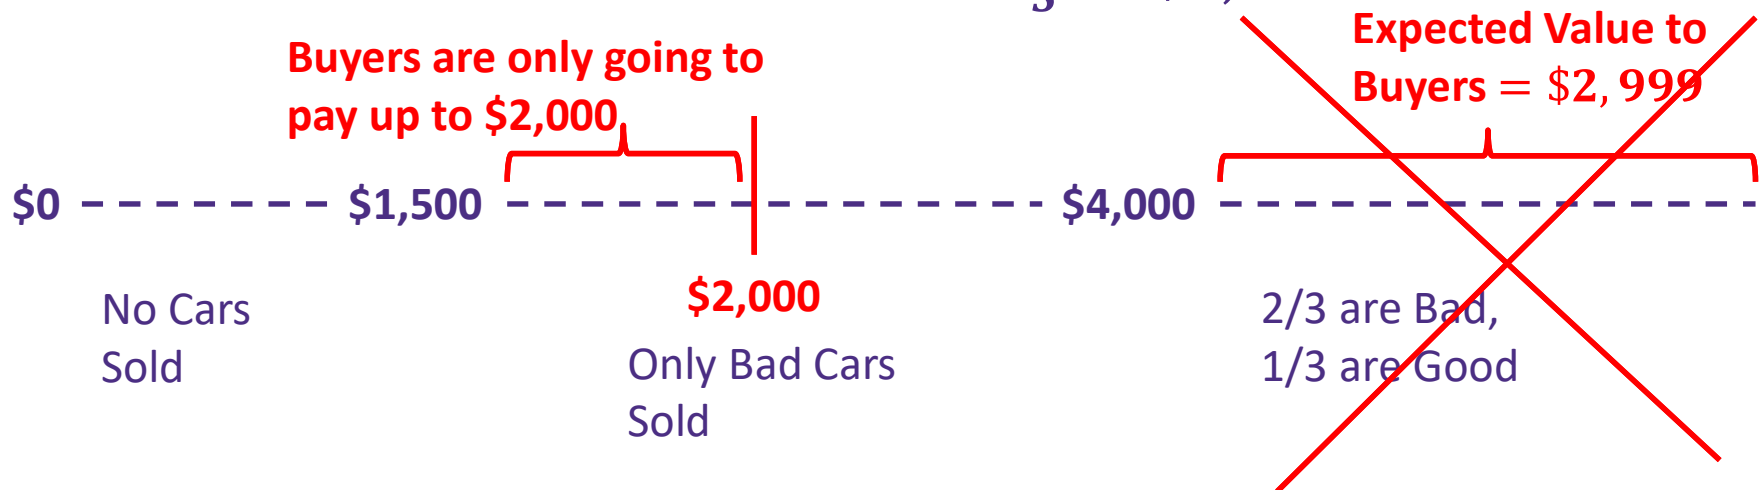 Expected Value to
Buyers = $2,999
Buyers are only going to
pay up to $2,000
$0 $1,500 $4,000
$2,000
No Cars
Sold
Only Bad Cars
Sold
2/3 are Bad,
1/3 are Good